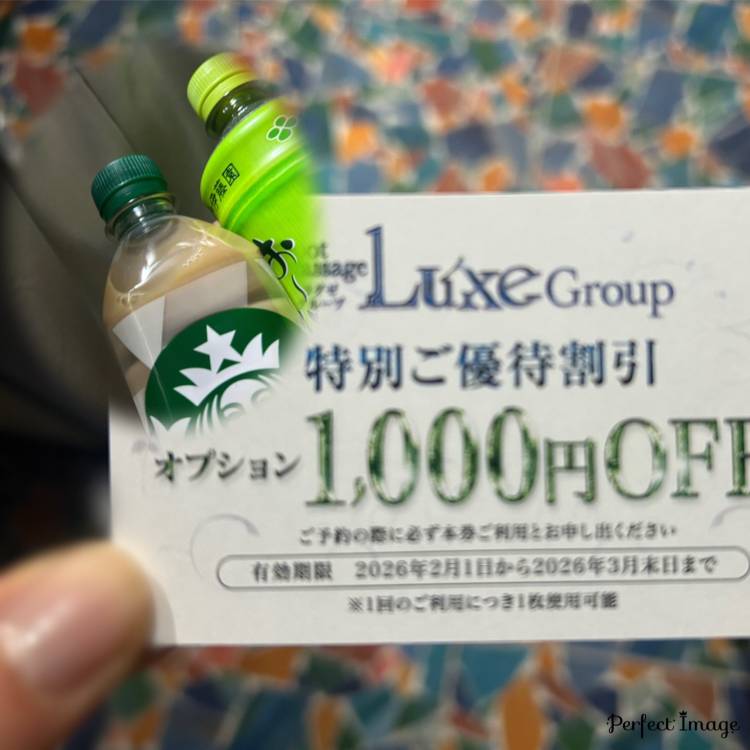 伊藤園
お
Luxe Group
特別ご優待割引
オプション 1,000円OFF
ご予約の際に必ず本券ご利用とお申し出ください
有効期限 2026年2月1日から2026年3月末日まで
※1回のご利用につき1枚使用可能
Perfect Image